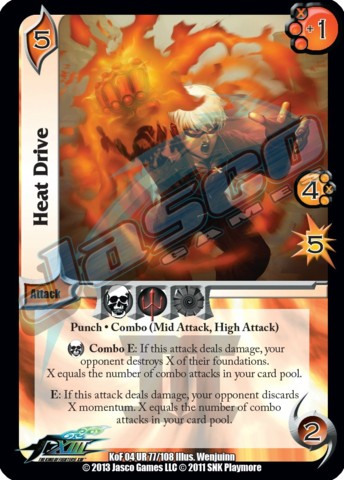 5
+1
Heat Drive
Jasco
GAMES
4
5
Attack
Punch • Combo (Mid Attack, High Attack)
Combo E: If this attack deals damage, your
opponent destroys X of their foundations.
X equals the number of combo attacks in your card pool.
E: If this attack deals damage, your opponent discards
X momentum. X equals the number of combo
attacks in your card pool.
XIII
2
KoF 04 UR 77/108 Illus. Wenjuinn
© 2013 Jasco Games LLC © 2011 SNK Playmore